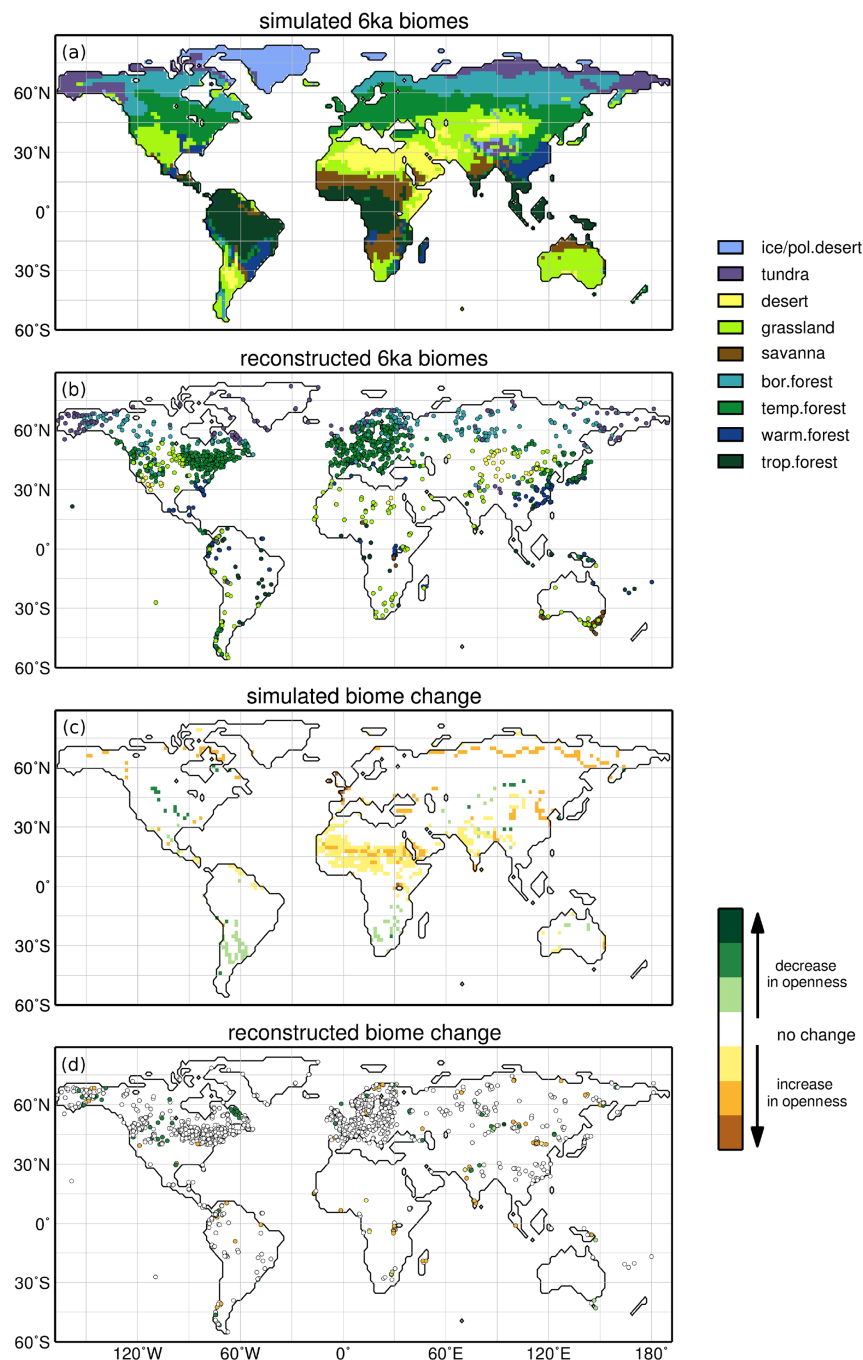 simulated 6ka biomes
(a)
60˚N
30˚N
0˚
30˚S
60˚S
reconstructed 6ka biomes
(b)
60˚N
30˚N
0˚
30˚S
60˚S
ice/pol.desert
tundra
desert
grassland
savanna
bor.forest
temp.forest
warm.forest
trop.forest
simulated biome change
(c)
60˚N
30˚N
0˚
30˚S
60˚S
reconstructed biome change
(d)
60˚N
30˚N
0˚
30˚S
60˚S
120˚W
60˚W
0˚
60˚E
120˚E
180˚
decrease
in openness
no change
increase
in openness